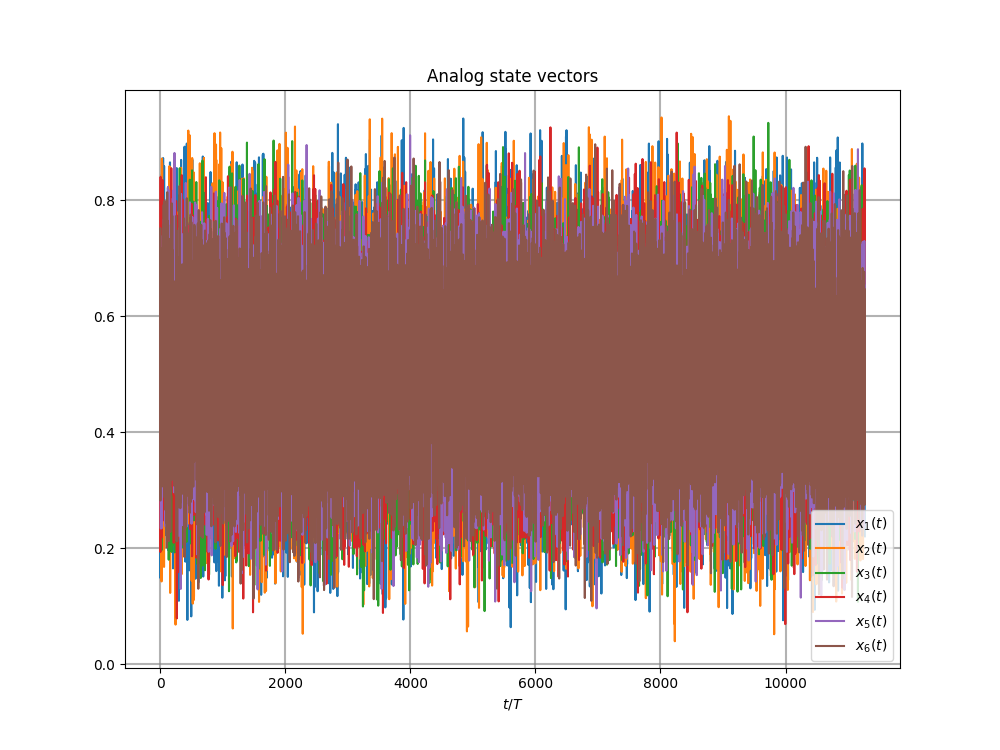 Analog state vectors
0.8
0.6
0.4
0.2
0.0
0
2000
4000
6000
8000
10000
t/T
x₁(t)
x₂(t)
x₃(t)
x₄(t)
x₅(t)
x₆(t)